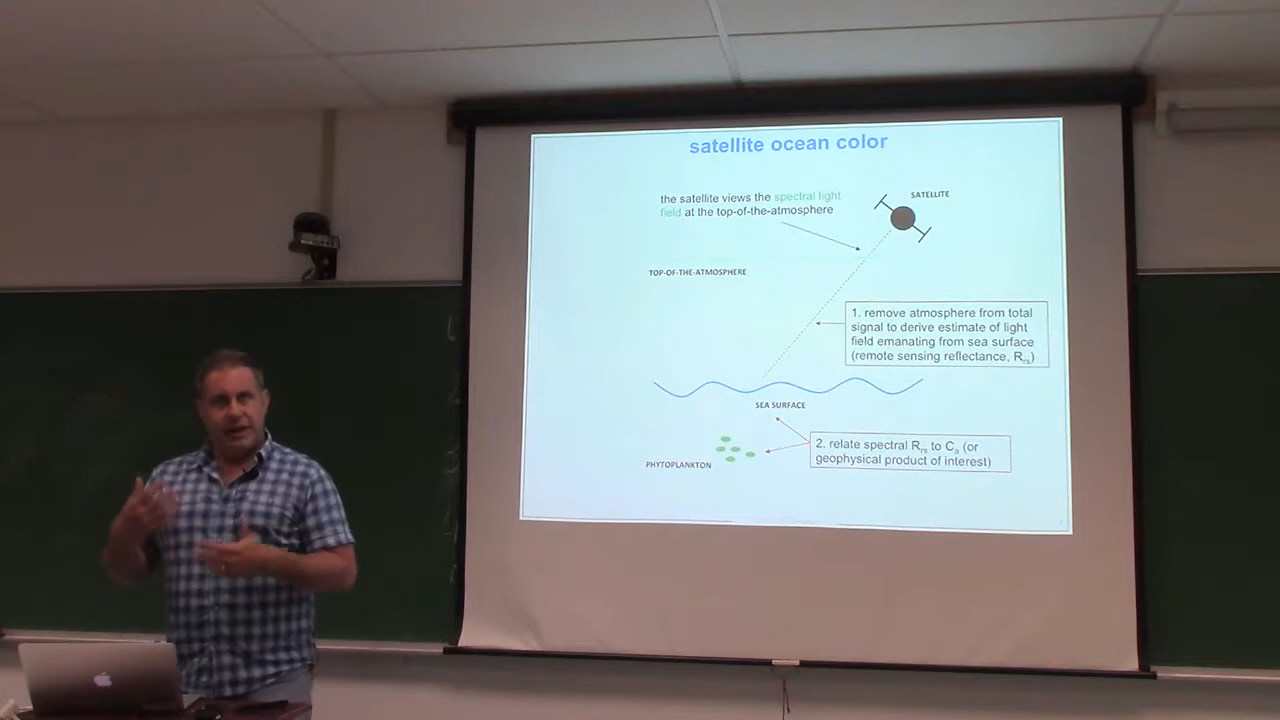 satellite ocean color
the satellite views the spectral light
field at the top-of-the-atmosphere
SATELLITE
TOP-OF-THE-ATMOSPHERE
1. remove atmosphere from total
signal to derive estimate of light
field emanating from sea surface
(remote sensing reflectance, Rrs)
SEA SURFACE
2. relate spectral Rrs to Ca (or
geophysical product of interest)
PHYTOPLANKTON